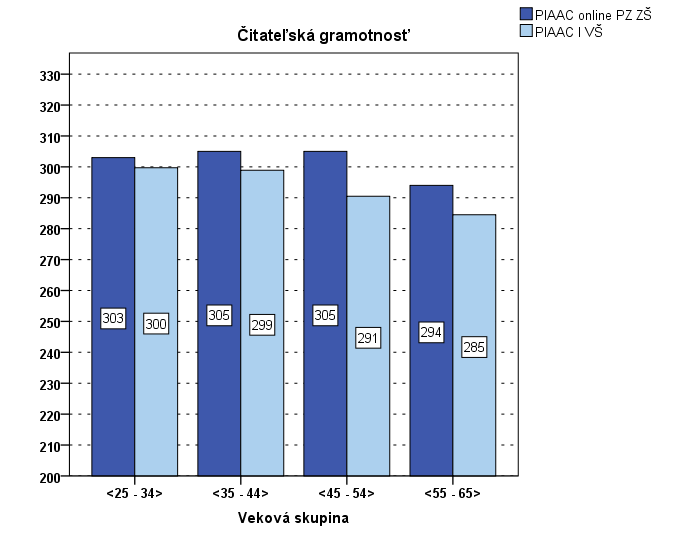 PIAAC online PZ ZŠ
PIAAC I VŠ
Čitateľská gramotnosť
330
320
310
300
290
280
270
260
250
240
230
220
210
200
303
300
305
299
305
291
294
285
<25 - 34>
<35 - 44>
<45 - 54>
<55 - 65>
Veková skupina